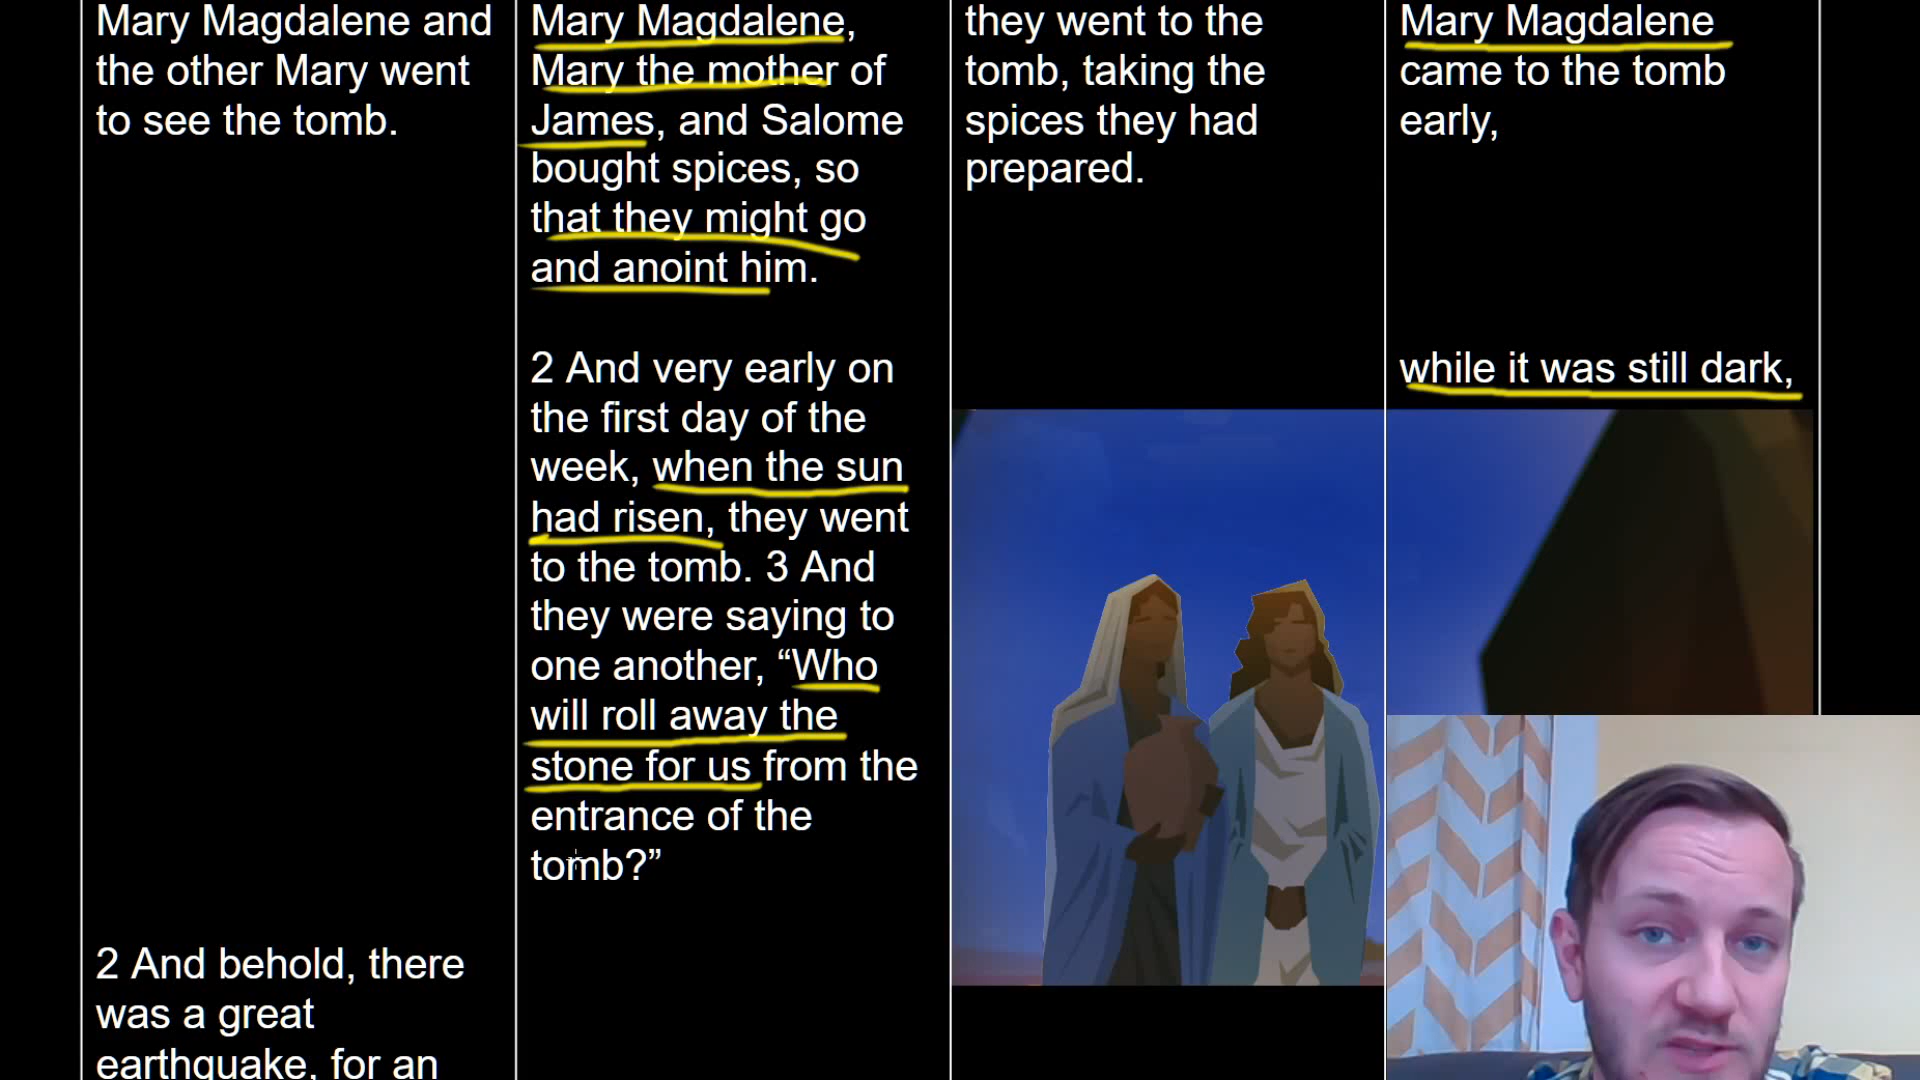 Mary Magdalene and
the other Mary went
to see the tomb.
2 And behold, there
was a great
earthquake, for an
Mary Magdalene,
Mary the mother of
James, and Salome
bought spices, so
that they might go
and anoint him.
2 And very early on
the first day of the
week, when the sun
had risen, they went
to the tomb. 3 And
they were saying to
one another, “Who
will roll away the
stone for us from the
entrance of the
tomb?”
they went to the
tomb, taking the
spices they had
prepared.
Mary Magdalene
came to the tomb
early,
while it was still dark,